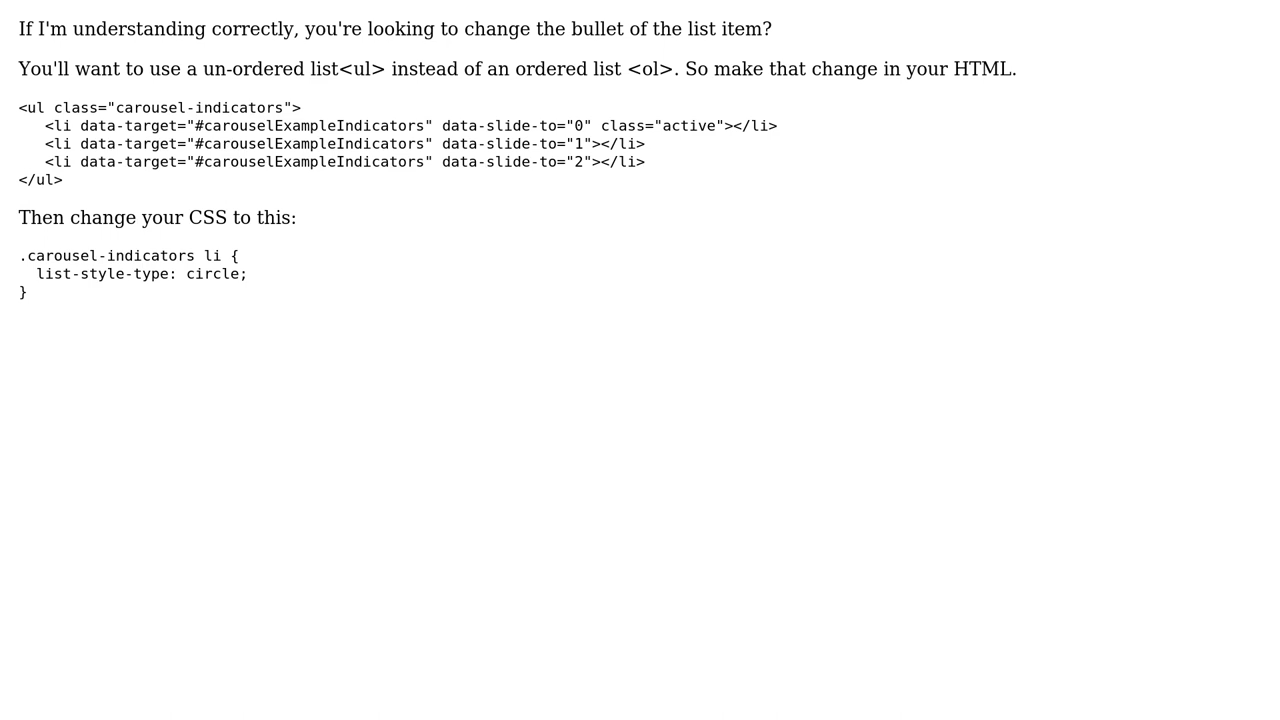 If I'm understanding correctly, you're looking to change the bullet of the list item?
You'll want to use a un-ordered list<ul> instead of an ordered list <ol>. So make that change in your HTML.
<ul class="carousel-indicators">
   <li data-target="#carouselExampleIndicators" data-slide-to="0" class="active"></li>
   <li data-target="#carouselExampleIndicators" data-slide-to="1"></li>
   <li data-target="#carouselExampleIndicators" data-slide-to="2"></li>
</ul>
Then change your CSS to this:
.carousel-indicators li {
  list-style-type: circle;
}